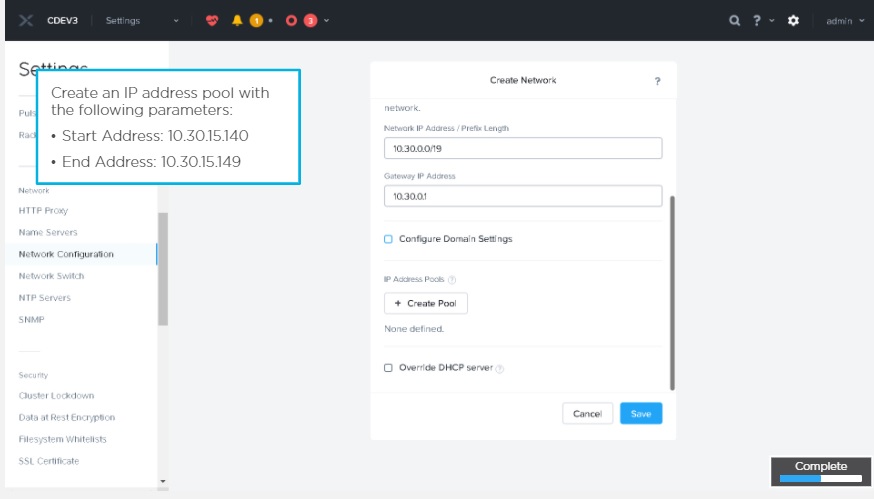 CDEV3
Settings
1
3
?
admin
Settings
Create an IP address pool with
the following parameters:
• Start Address: 10.30.15.140
• End Address: 10.30.15.149
Network
HTTP Proxy
Name Servers
Network Configuration
Network Switch
NTP Servers
SNMP
Security
Cluster Lockdown
Data at Rest Encryption
Filesystem Whitelists
SSL Certificate
Create Network
?
network.
Network IP Address / Prefix Length
10.30.0.0/19
Gateway IP Address
10.30.0.1
Configure Domain Settings
IP Address Pools ?
+ Create Pool
None defined.
Override DHCP server ?
Cancel
Save
Complete